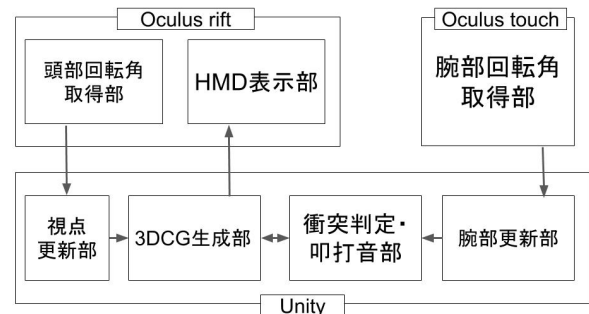 Oculus rift
頭部回転角
取得部
HMD表示部
Oculus touch
腕部回転角
取得部
視点
更新部
3DCG生成部
衝突判定・
叩打音部
腕部更新部
Unity